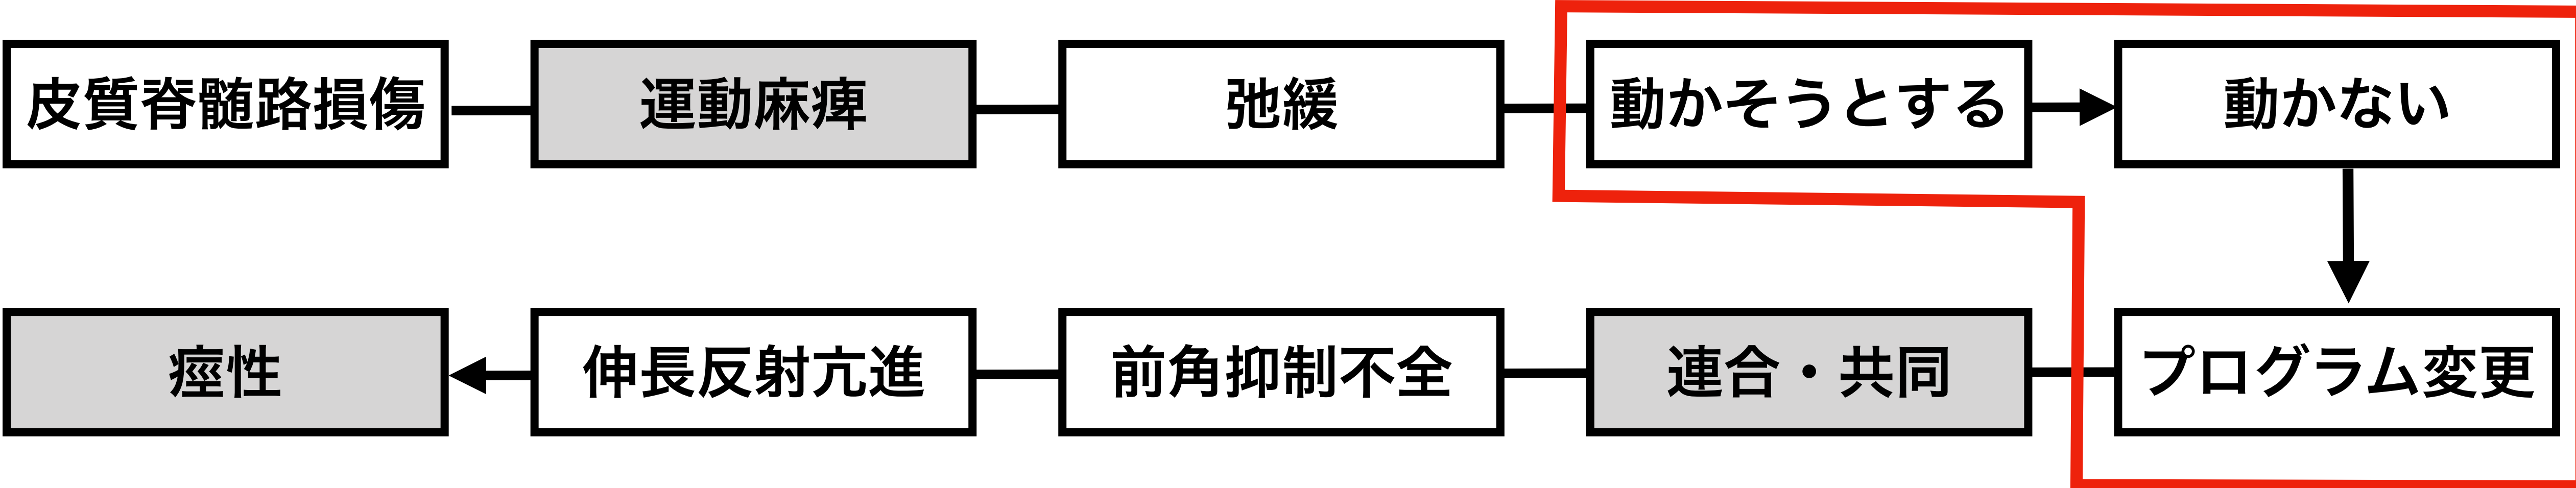 皮質脊髄路損傷
運動麻痺
弛緩
動かそうとする
動かない
プログラム変更
連合・共同
前角抑制不全
伸長反射亢進
痙性